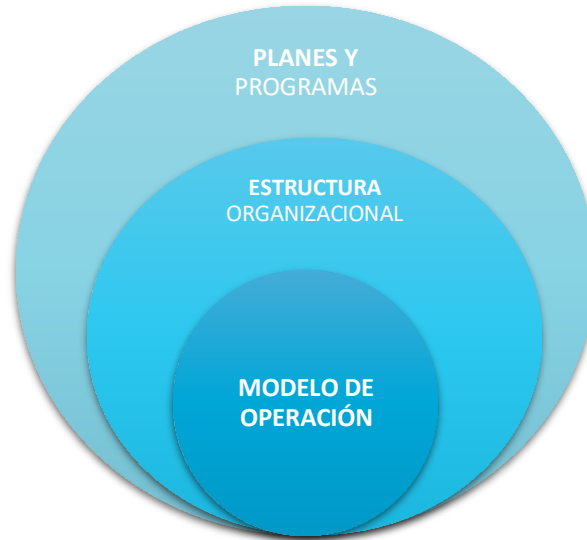 PLANES Y
PROGRAMAS
ESTRUCTURA
ORGANIZACIONAL
MODELO DE
OPERACIÓN